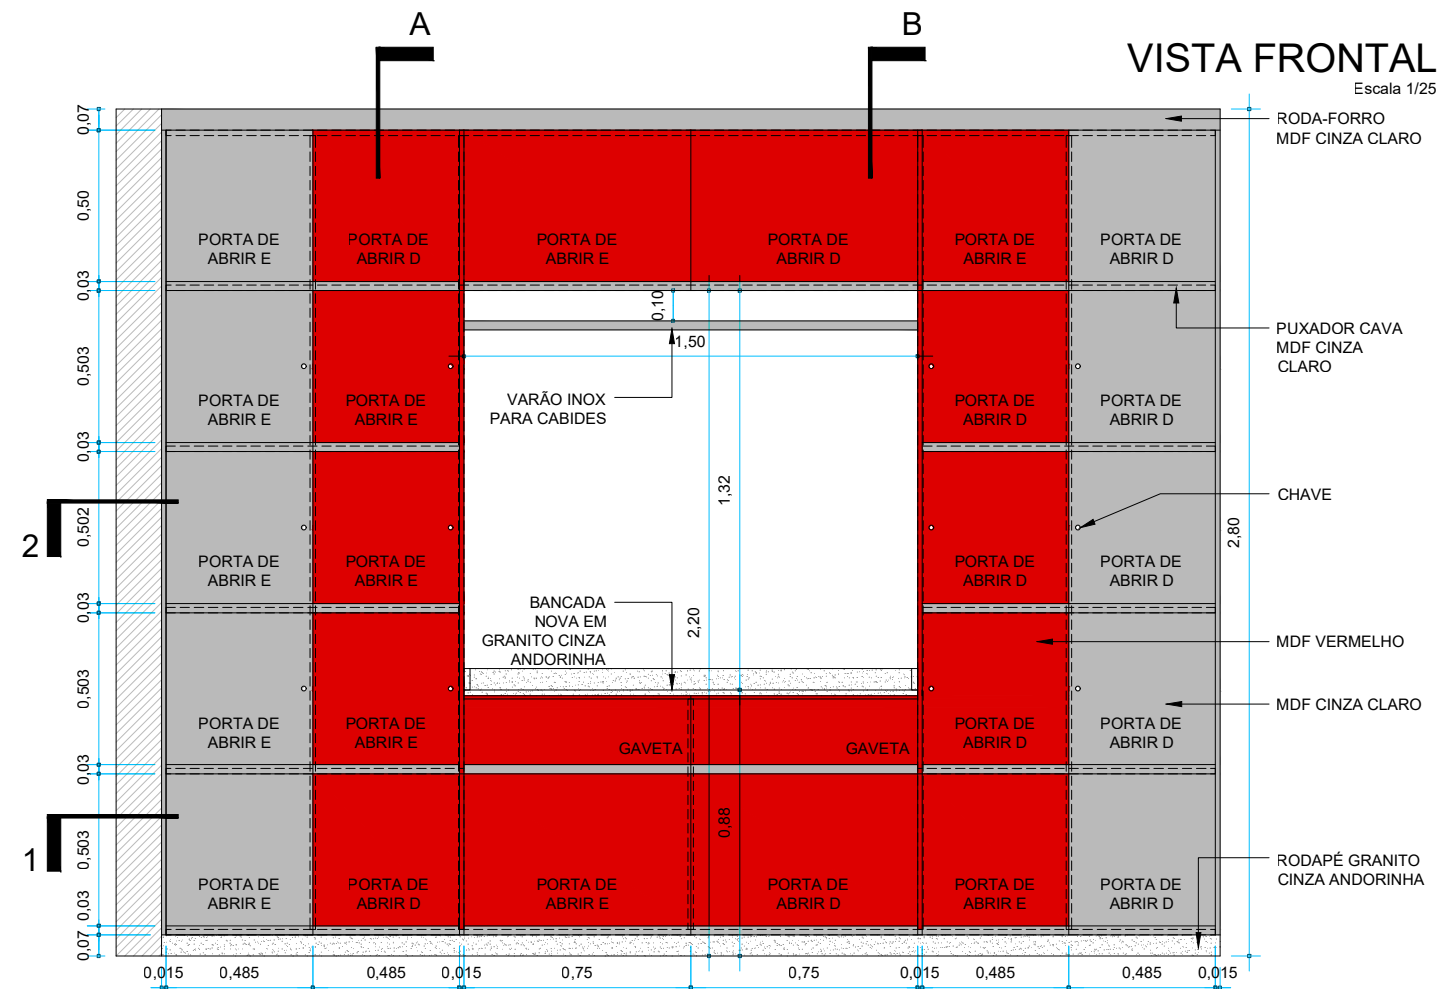 A
B
VISTA FRONTAL
Escala 1/25
0,07
RODA-FORRO
MDF CINZA CLARO
0,50
PORTA DE
ABRIR E
PORTA DE
ABRIR D
PORTA DE
ABRIR E
PORTA DE
ABRIR D
PORTA DE
ABRIR E
PORTA DE
ABRIR D
0,03
0,10
PUXADOR CAVA
MDF CINZA
CLARO
1,50
0,503
VARÃO INOX
PARA CABIDES
PORTA DE
ABRIR E
PORTA DE
ABRIR E
PORTA DE
ABRIR D
PORTA DE
ABRIR D
0,03
1,32
CHAVE
2
0,502
2,80
PORTA DE
ABRIR E
PORTA DE
ABRIR E
PORTA DE
ABRIR D
PORTA DE
ABRIR D
0,03
BANCADA
NOVA EM
GRANITO CINZA
ANDORINHA
2,20
MDF VERMELHO
0,503
MDF CINZA CLARO
PORTA DE
ABRIR E
PORTA DE
ABRIR E
GAVETA
GAVETA
PORTA DE
ABRIR D
PORTA DE
ABRIR D
0,03
0,88
1
0,503
RODAPÉ GRANITO
CINZA ANDORINHA
PORTA DE
ABRIR E
PORTA DE
ABRIR D
PORTA DE
ABRIR E
PORTA DE
ABRIR D
PORTA DE
ABRIR E
PORTA DE
ABRIR D
0,03
0,07
0,015
0,485
0,485
0,015
0,75
0,75
0,015
0,485
0,485
0,015